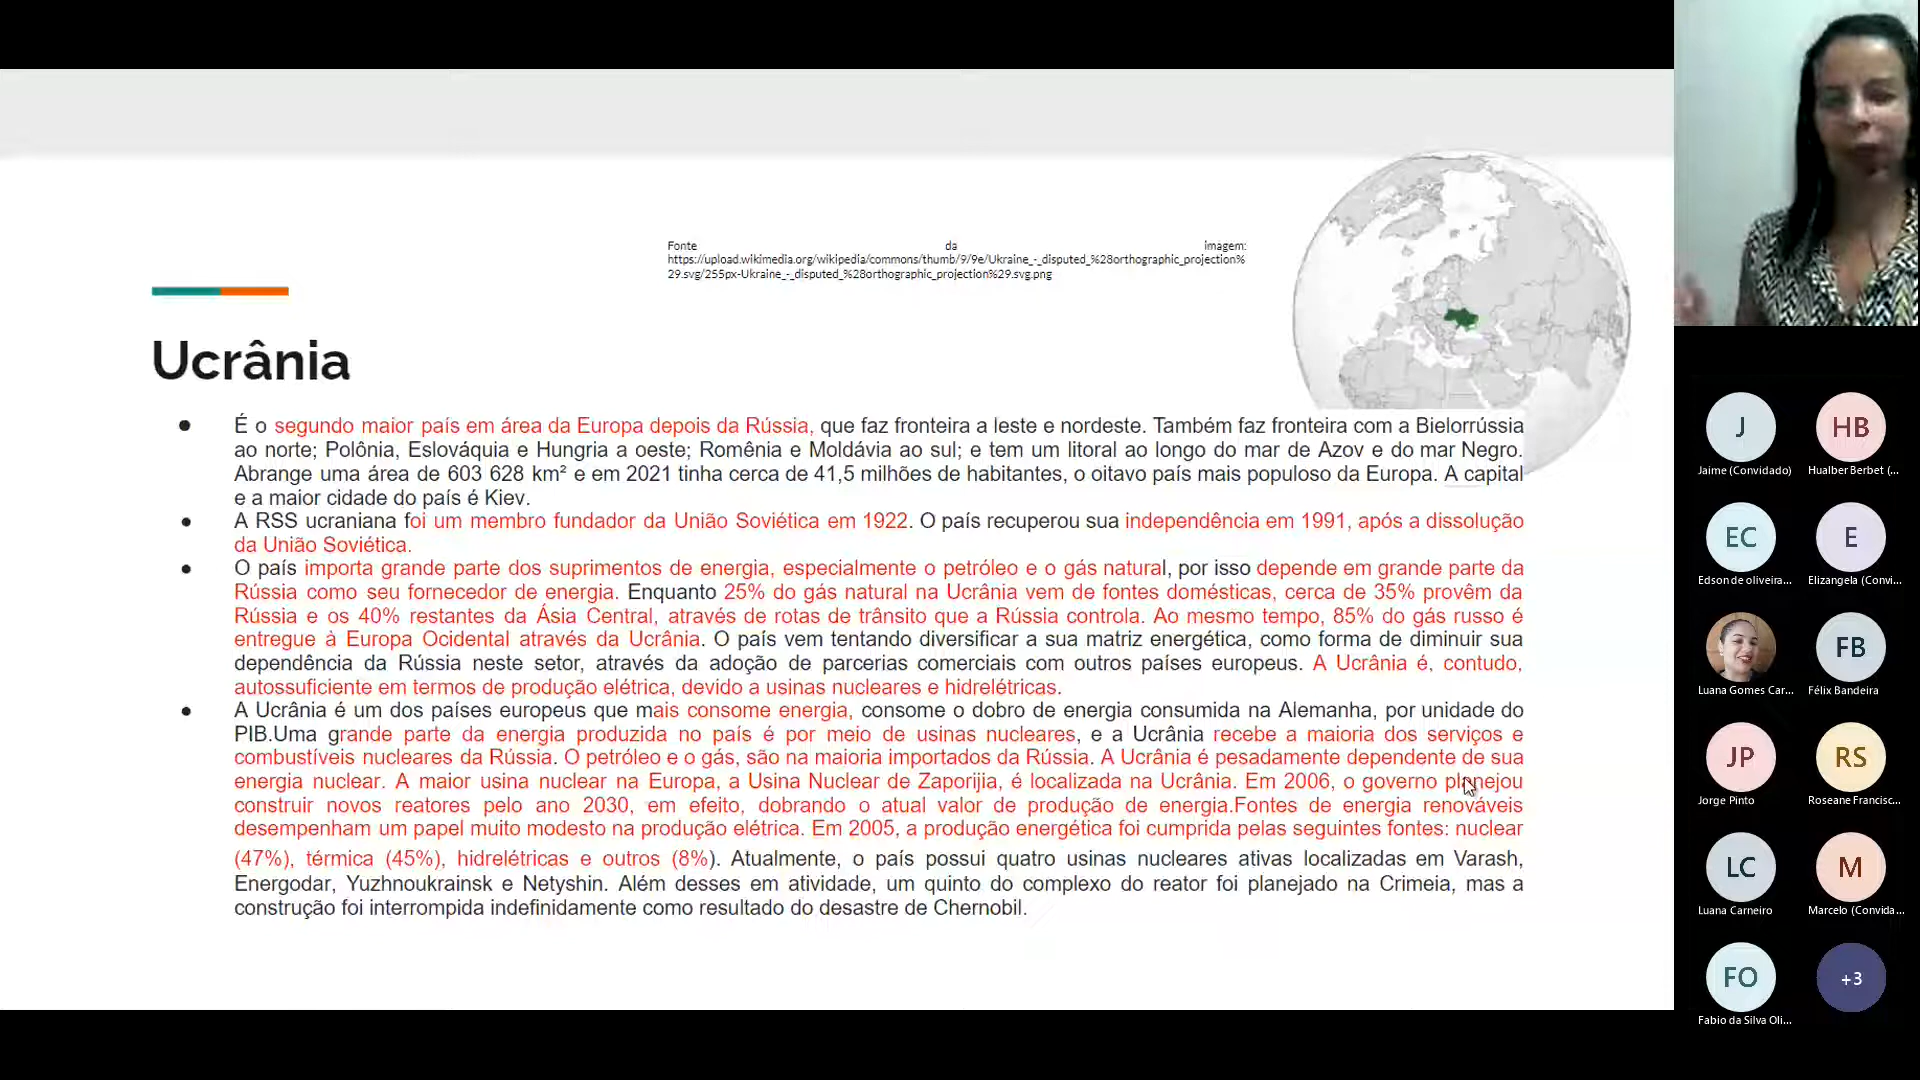 Fonte da imagem:
https://upload.wikimedia.org/wikipedia/commons/thumb/9/9e/Ukraine_-_disputed_%28orthographic_projection%
29.svg/255px-Ukraine_-_disputed_%28orthographic_projection%29.svg.png
Ucrânia
● É o segundo maior país em área da Europa depois da Rússia, que faz fronteira a leste e nordeste. Também faz fronteira com a Bielorrússia
ao norte; Polônia, Eslováquia e Hungria a oeste; Romênia e Moldávia ao sul; e tem um litoral ao longo do mar de Azov e do mar Negro.
Abrange uma área de 603 628 km² e em 2021 tinha cerca de 41,5 milhões de habitantes, o oitavo país mais populoso da Europa. A capital
e a maior cidade do país é Kiev.
● A RSS ucraniana foi um membro fundador da União Soviética em 1922. O país recuperou sua independência em 1991, após a dissolução
da União Soviética.
● O país importa grande parte dos suprimentos de energia, especialmente o petróleo e o gás natural, por isso depende em grande parte da
Rússia como seu fornecedor de energia. Enquanto 25% do gás natural na Ucrânia vem de fontes domésticas, cerca de 35% provêm da
Rússia e os 40% restantes da Ásia Central, através de rotas de trânsito que a Rússia controla. Ao mesmo tempo, 85% do gás russo é
entregue à Europa Ocidental através da Ucrânia. O país vem tentando diversificar a sua matriz energética, como forma de diminuir sua
dependência da Rússia neste setor, através da adoção de parcerias comerciais com outros países europeus. A Ucrânia é, contudo,
autossuficiente em termos de produção elétrica, devido a usinas nucleares e hidrelétricas.
● A Ucrânia é um dos países europeus que mais consome energia, consome o dobro de energia consumida na Alemanha, por unidade do
PIB.Uma grande parte da energia produzida no país é por meio de usinas nucleares, e a Ucrânia recebe a maioria dos serviços e
combustíveis nucleares da Rússia. O petróleo e o gás, são na maioria importados da Rússia. A Ucrânia é pesadamente dependente de sua
energia nuclear. A maior usina nuclear na Europa, a Usina Nuclear de Zaporijia, é localizada na Ucrânia. Em 2006, o governo planejou
construir novos reatores pelo ano 2030, em efeito, dobrando o atual valor de produção de energia.Fontes de energia renováveis
desempenham um papel muito modesto na produção elétrica. Em 2005, a produção energética foi cumprida pelas seguintes fontes: nuclear
(47%), térmica (45%), hidrelétricas e outros (8%). Atualmente, o país possui quatro usinas nucleares ativas localizadas em Varash,
Energodar, Yuzhnoukrainsk e Netyshin. Além desses em atividade, um quinto do complexo do reator foi planejado na Crimeia, mas a
construção foi interrompida indefinidamente como resultado do desastre de Chernobil.
J HB
Jaime (Convidado) Hualber Berbet (...
EC E
Edson de oliveira... Elizangela (Convi...
FB
Luana Gomes Car... Félix Bandeira
JP RS
Jorge Pinto Roseane Francisc...
LC M
Luana Carneiro Marcelo (Convida...
FO +3
Fabio da Silva Oli...